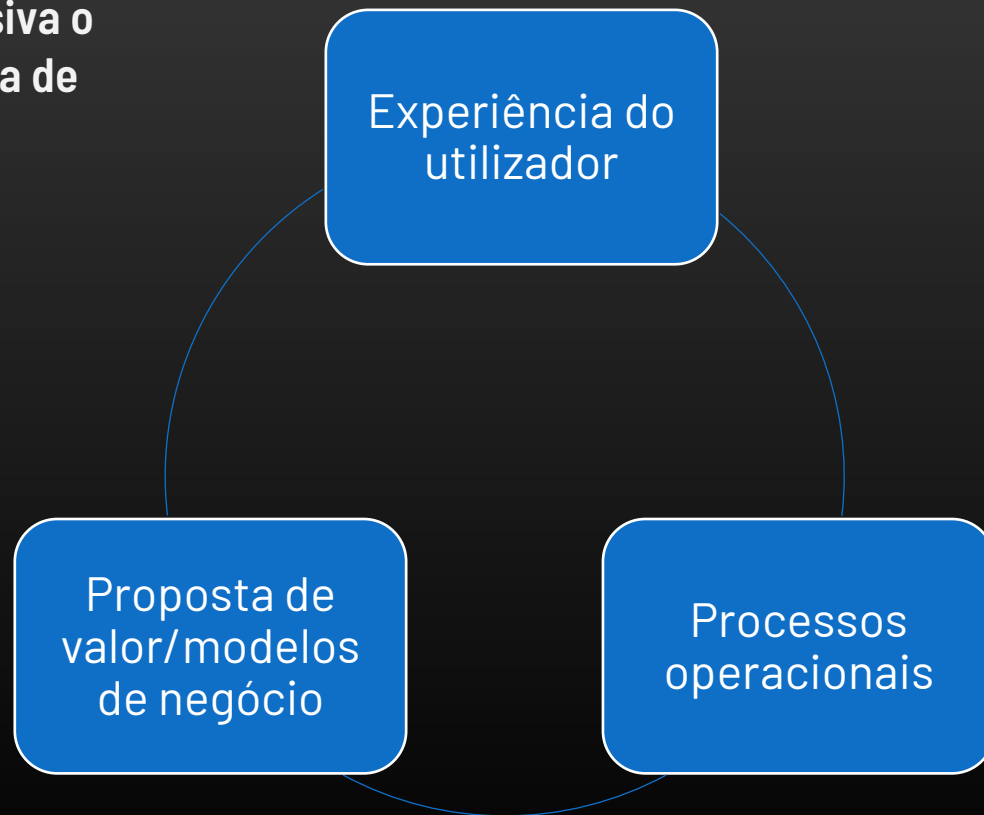 siva o
a de
Experiência do
utilizador
Proposta de
valor/modelos
de negócio
Processos
operacionais